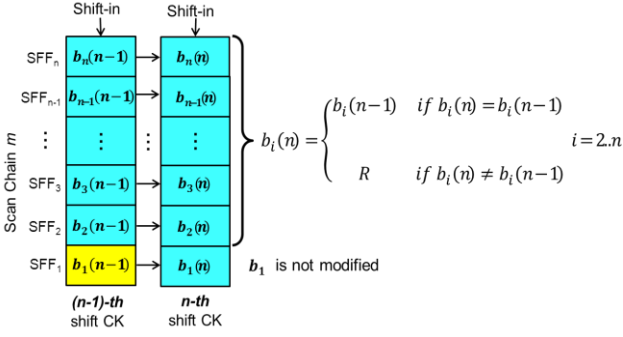 Shift-in Shift-in
SFFn bn(n−1) bn(n)
SFFn-1 bn−1(n−1) bn−1(n)
⋮ ⋮ ⋮ ⋮
SFF3 b3(n−1) b3(n)
SFF2 b2(n−1) b2(n)
SFF1 b1(n−1) b1(n)
Scan Chain m
bi(n) = { bi(n−1) if bi(n) = bi(n−1)
R if bi(n) ≠ bi(n−1)
i = 2..n
b1 is not modified
(n-1)-th n-th
shift CK shift CK